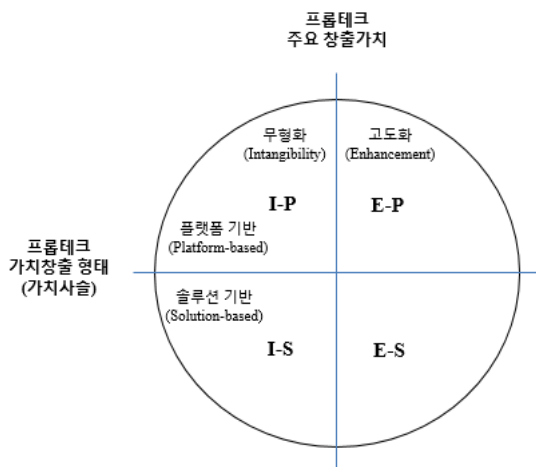 프롭테크
주요 창출가치
무형화
(Intangibility)
고도화
(Enhancement)
I-P
E-P
플랫폼 기반
(Platform-based)
프롭테크
가치창출 형태
(가치사슬)
솔루션 기반
(Solution-based)
I-S
E-S